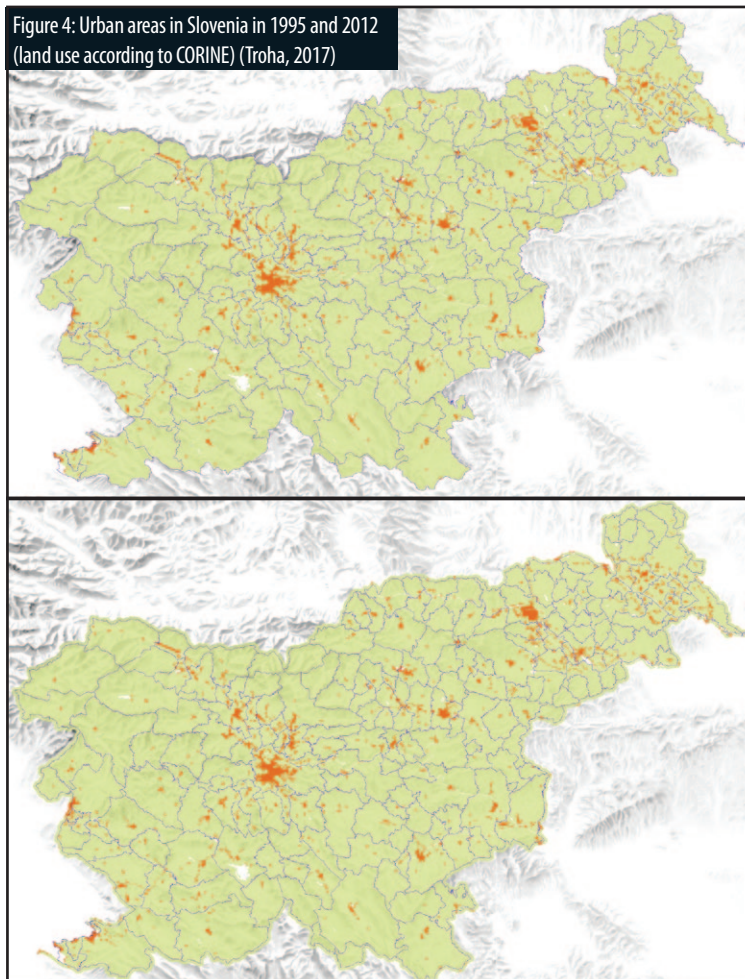 Figure 4: Urban areas in Slovenia in 1995 and 2012
(land use according to CORINE) (Troha, 2017)